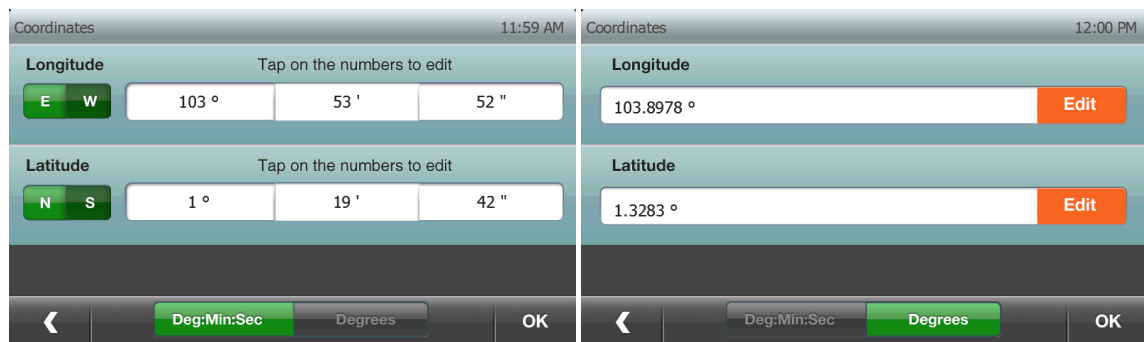 Coordinates 11:59 AM
Longitude Tap on the numbers to edit
E W 103 ° 53 ' 52 "
Latitude Tap on the numbers to edit
N S 1 ° 19 ' 42 "
Deg:Min:Sec Degrees OK
Coordinates 12:00 PM
Longitude
103.8978 ° Edit
Latitude
1.3283 ° Edit
Deg:Min:Sec Degrees OK